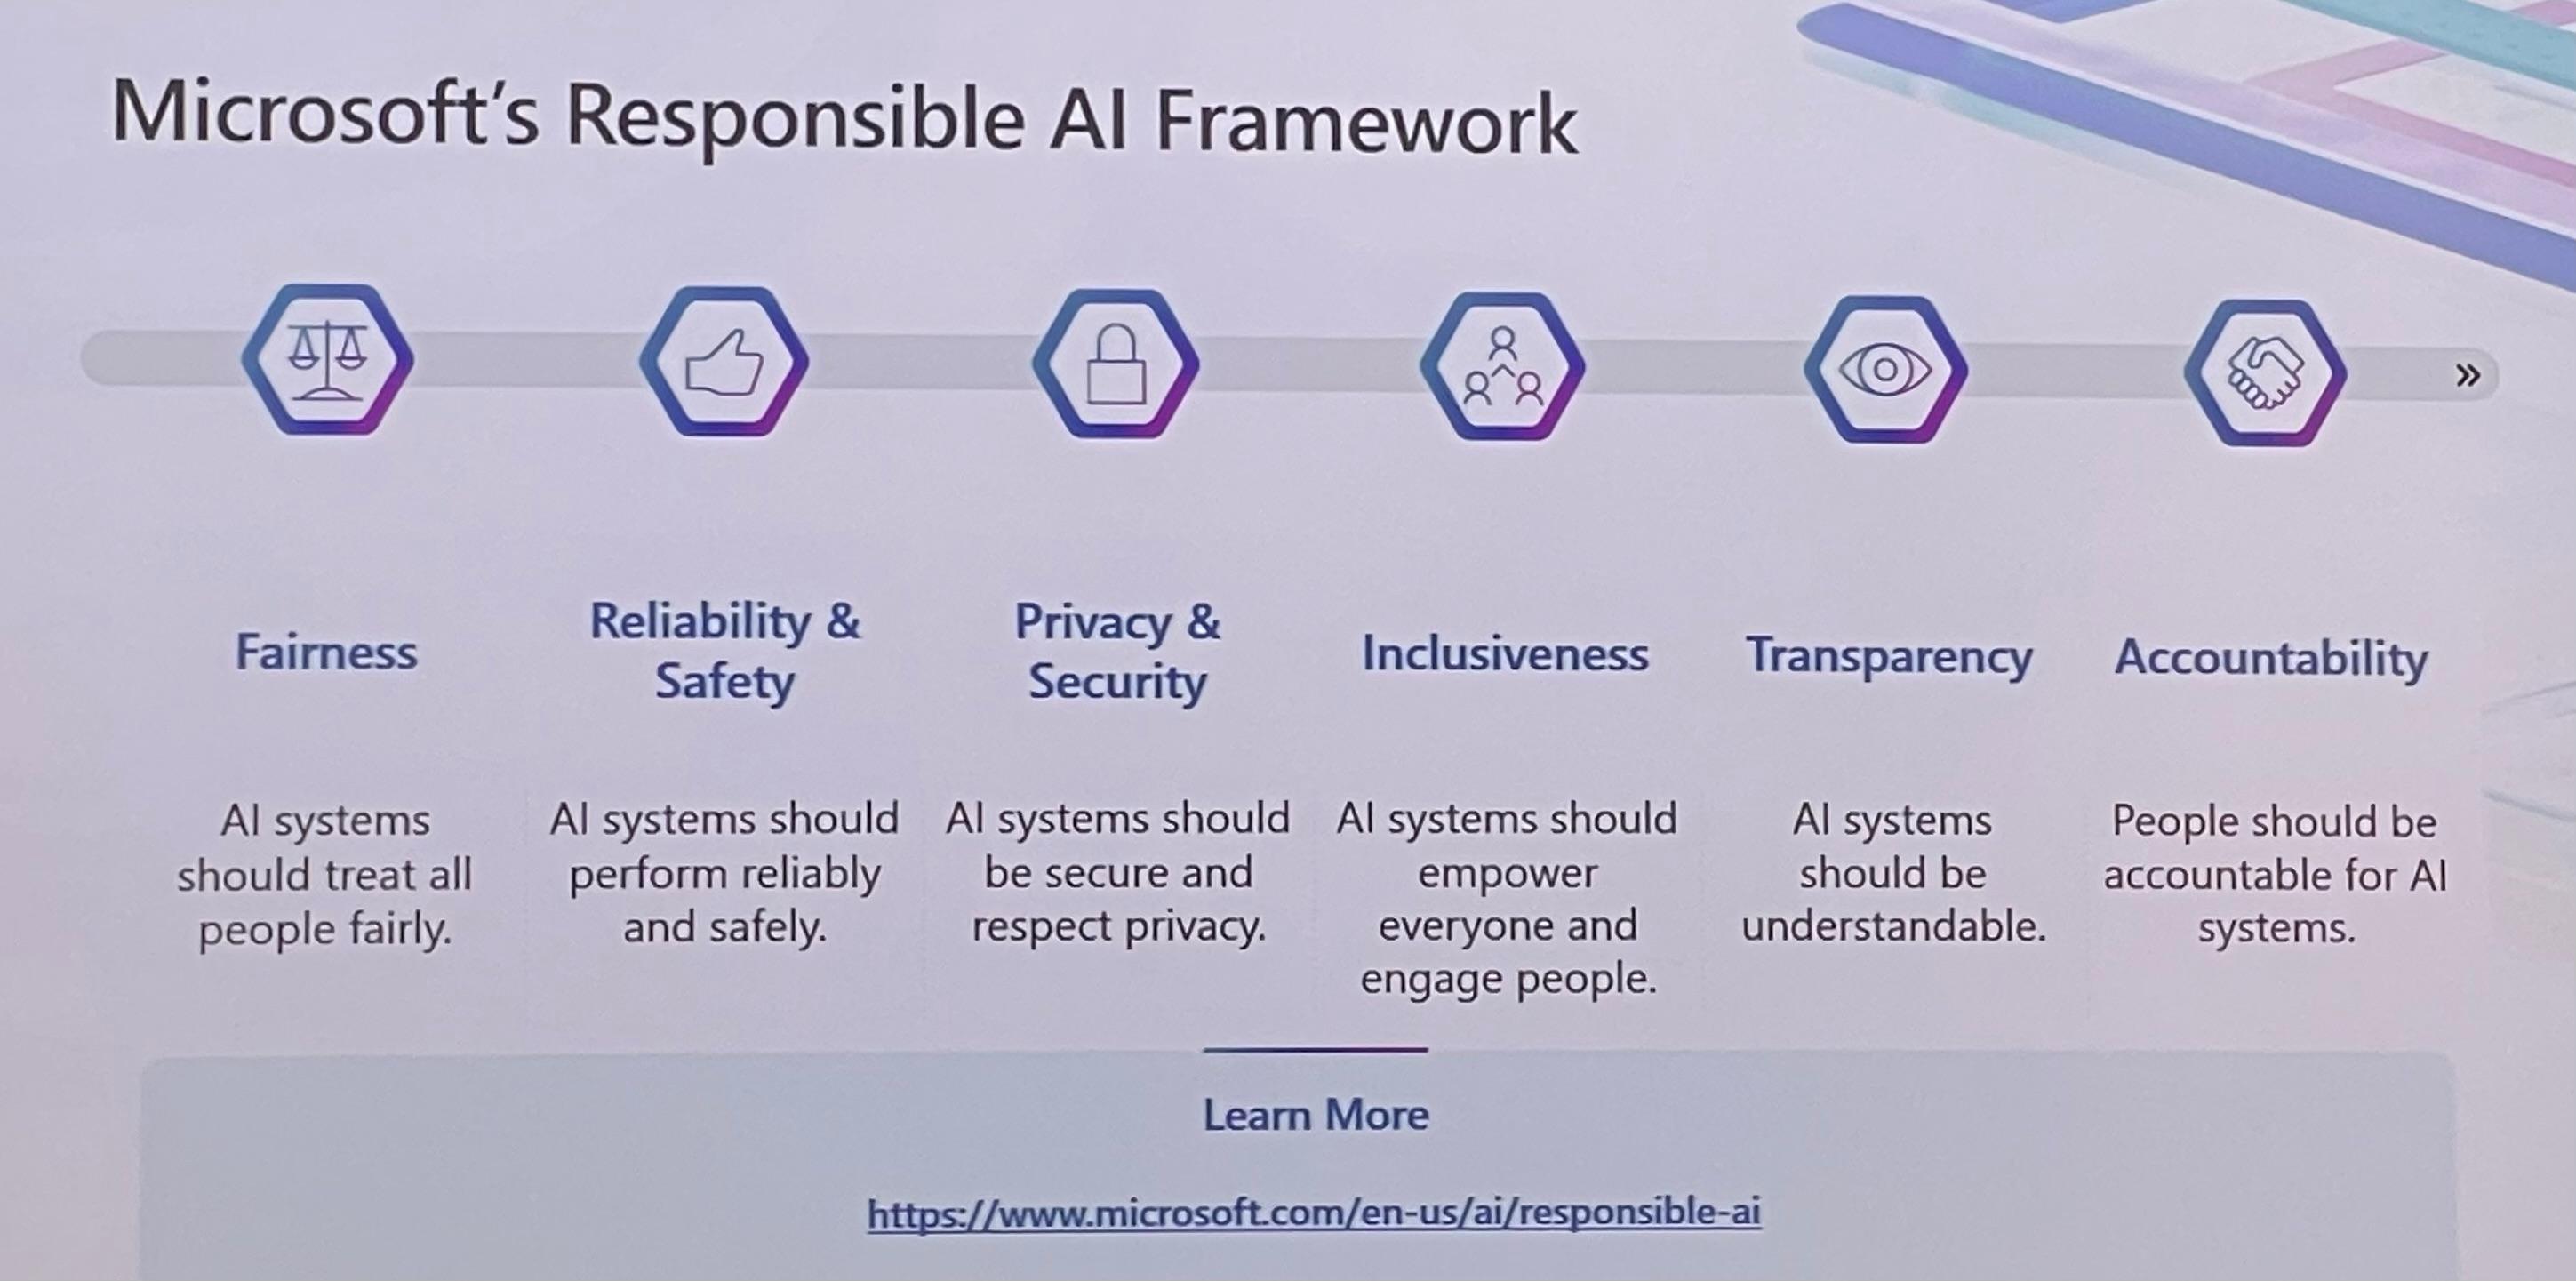 Microsoft's Responsible AI Framework
»
Fairness
AI systems
should treat all
people fairly.
Reliability &
Safety
AI systems should
perform reliably
and safely.
Privacy &
Security
AI systems should
be secure and
respect privacy.
Inclusiveness
AI systems should
empower
everyone and
engage people.
Transparency
AI systems
should be
understandable.
Accountability
People should be
accountable for AI
systems.
Learn More
https://www.microsoft.com/en-us/ai/responsible-ai